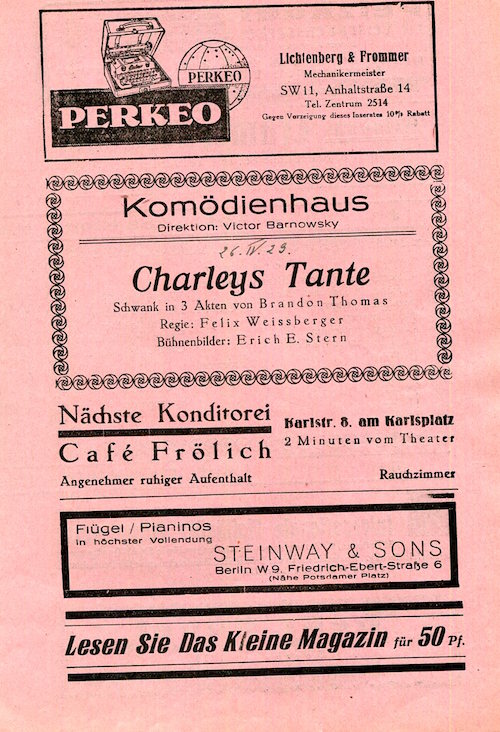 PERKEO
PERKEO
Lichtenberg & Frommer
Mechanikermeister
SW 11, Anhaltstraße 14
Tel. Zentrum 2514
Gegen Vorzeigung dieses Inserates 10% Rabatt
Komödienhaus
Direktion: Victor Barnowsky
26. IV. 29.
Charleys Tante
Schwank in 3 Akten von Brandon Thomas
Regie: Felix Weissberger
Bühnenbilder: Erich E. Stern
Nächste Konditorei
Café Frölich
Angenehmer ruhiger Aufenthalt
Karlstr. 8. am Karlsplatz
2 Minuten vom Theater
Rauchzimmer
Flügel / Pianinos
in höchster Vollendung
STEINWAY & SONS
Berlin W 9, Friedrich-Ebert-Straße 6
(Nähe Potsdamer Platz)
Lesen Sie Das Kleine Magazin für 50 Pf.